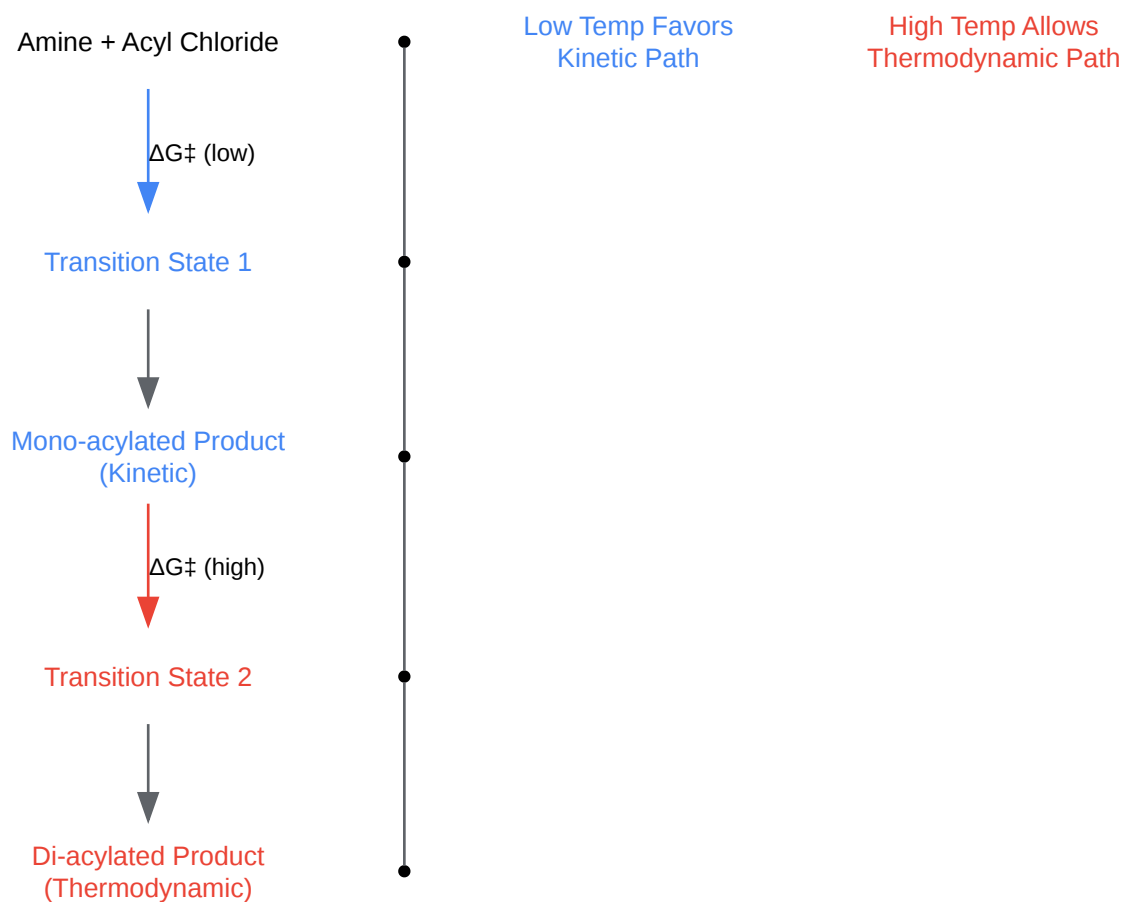 Amine + Acyl Chloride
Low Temp Favors
Kinetic Path
High Temp Allows
Thermodynamic Path
ΔG‡ (low)
Transition State 1
Mono-acylated Product
(Kinetic)
ΔG‡ (high)
Transition State 2
Di-acylated Product
(Thermodynamic)